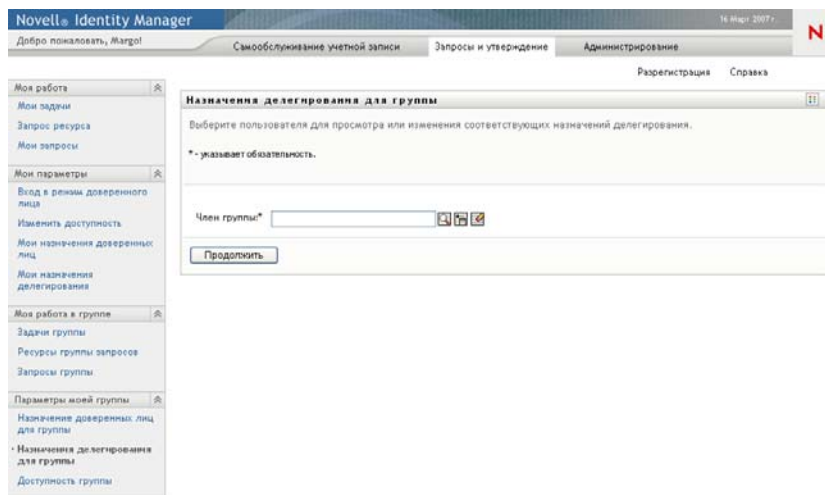 Novell® Identity Manager
16 Март 2007 г.
N
Добро пожаловать, Margo!
Самообслуживание учетной записи
Запросы и утверждение
Администрирование
Разрегистрация
Справка
Моя работа
Мои задачи
Запрос ресурса
Мои запросы
Мои параметры
Вход в режим доверенного
лица
Изменить доступность
Мои назначения доверенных
лиц
Мои назначения
делегирования
Моя работа в группе
Задачи группы
Ресурсы группы запросов
Запросы группы
Параметры моей группы
Назначение доверенных лиц
для группы
Назначения делегирования
для группы
Доступность группы
Назначения делегирования для группы
Выберите пользователя для просмотра или изменения соответствующих назначений делегирования.
* - указывает обязательность.
Член группы:*
Продолжить